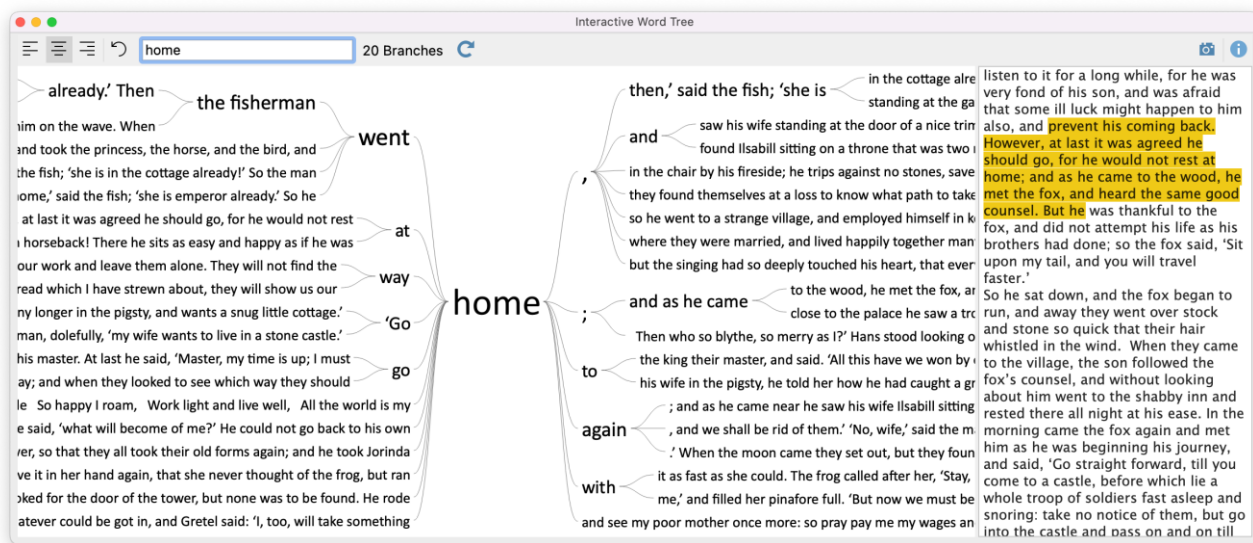 Interactive Word Tree
home
20 Branches
already.’ Then
the fisherman
him on the wave. When
went
and took the princess, the horse, and the bird, and
the fish; ‘she is in the cottage already!’ So the man
ome,’ said the fish; ‘she is emperor already.’ So he
at last it was agreed he should go, for he would not rest
at
horseback! There he sits as easy and happy as if he was
our work and leave them alone. They will not find the
way
read which I have strewn about, they will show us our
ny longer in the pigsty, and wants a snug little cottage.’
‘Go
man, dolefully, ‘my wife wants to live in a stone castle.’
his master. At last he said, ‘Master, my time is up; I must
go
ay; and when they looked to see which way they should
le So happy I roam, Work light and live well, All the world is my
e said, ‘what will become of me?’ He could not go back to his own
ver, so that they all took their old forms again; and he took Jorinda
ve it in her hand again, that she never thought of the frog, but ran
oked for the door of the tower, but none was to be found. He rode
atever could be got in, and Gretel said: ‘I, too, will take something
home
,
then,’ said the fish; ‘she is
in the cottage alre
standing at the ga
and
saw his wife standing at the door of a nice trim
found Ilsabill sitting on a throne that was two
in the chair by his fireside; he trips against no stones, save
they found themselves at a loss to know what path to take
so he went to a strange village, and employed himself in k
where they were married, and lived happily together man
but the singing had so deeply touched his heart, that ever
;
and as he came
to the wood, he met the fox, an
close to the palace he saw a tro
Then who so blythe, so merry as I?’ Hans stood looking o
to
the king their master, and said. ‘All this have we won by
his wife in the pigsty, he told her how he had caught a gr
again
; and as he came near he saw his wife Ilsabill sitting
, and we shall be rid of them.’ ‘No, wife,’ said the m
.’ When the moon came they set out, but they foun
with
it as fast as she could. The frog called after her, ‘Stay,
me,’ and filled her pinafore full. ‘But now we must be
and see my poor mother once more: so pray pay me my wages an
listen to it for a long while, for he was
very fond of his son, and was afraid
that some ill luck might happen to him
also, and prevent his coming back.
However, at last it was agreed he
should go, for he would not rest at
home; and as he came to the wood, he
met the fox, and heard the same good
counsel. But he was thankful to the
fox, and did not attempt his life as his
brothers had done; so the fox said, ‘Sit
upon my tail, and you will travel
faster.’
So he sat down, and the fox began to
run, and away they went over stock
and stone so quick that their hair
whistled in the wind. When they came
to the village, the son followed the
fox’s counsel, and without looking
about him went to the shabby inn and
rested there all night at his ease. In the
morning came the fox again and met
him as he was beginning his journey,
and said, ‘Go straight forward, till you
come to a castle, before which lie a
whole troop of soldiers fast asleep and
snoring: take no notice of them, but go
into the castle and pass on and on till